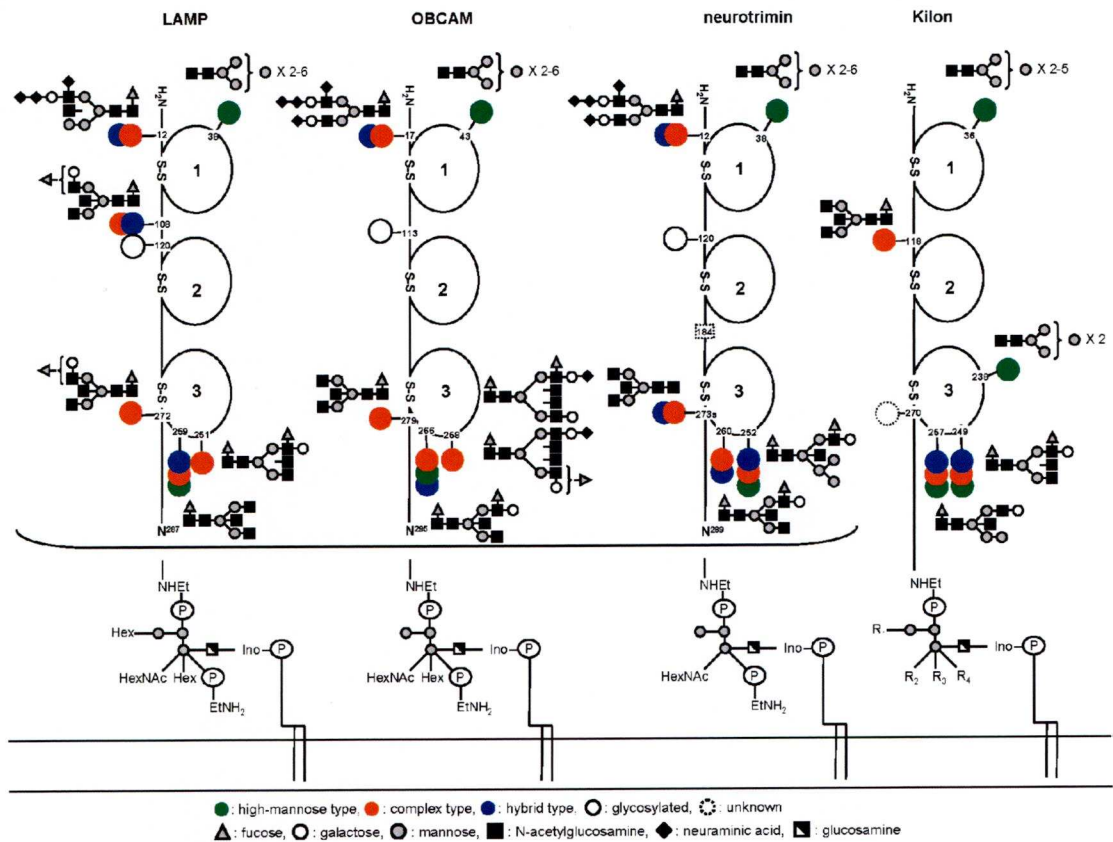 LAMP OBCAM neurotrimin Kilon
X 2-6 X 2-6 X 2-6 X 2-5
H₂N H₂N H₂N H₂N
12 39 17 43 12 38 36
1 1 1 1
S-S S-S S-S S-S
109 118
120 113 120
2 2 2 2
S-S S-S S-S S-S
184
X 2
3 3 3 3
S-S S-S S-S S-S
272 279 273 270
259 251 266 258 260 252 257 249
N287 N295 N289
NHEt NHEt NHEt NHEt
P P P P
Hex R
Ino P Ino P Ino P Ino P
HexNAc Hex P HexNAc Hex P HexNAc P R₂ R₃ R₄
EtNH₂ EtNH₂ EtNH₂
: high-mannose type, : complex type, : hybrid type, : glycosylated, : unknown
: fucose, : galactose, : mannose, : N-acetylglucosamine, : neuraminic acid, : glucosamine